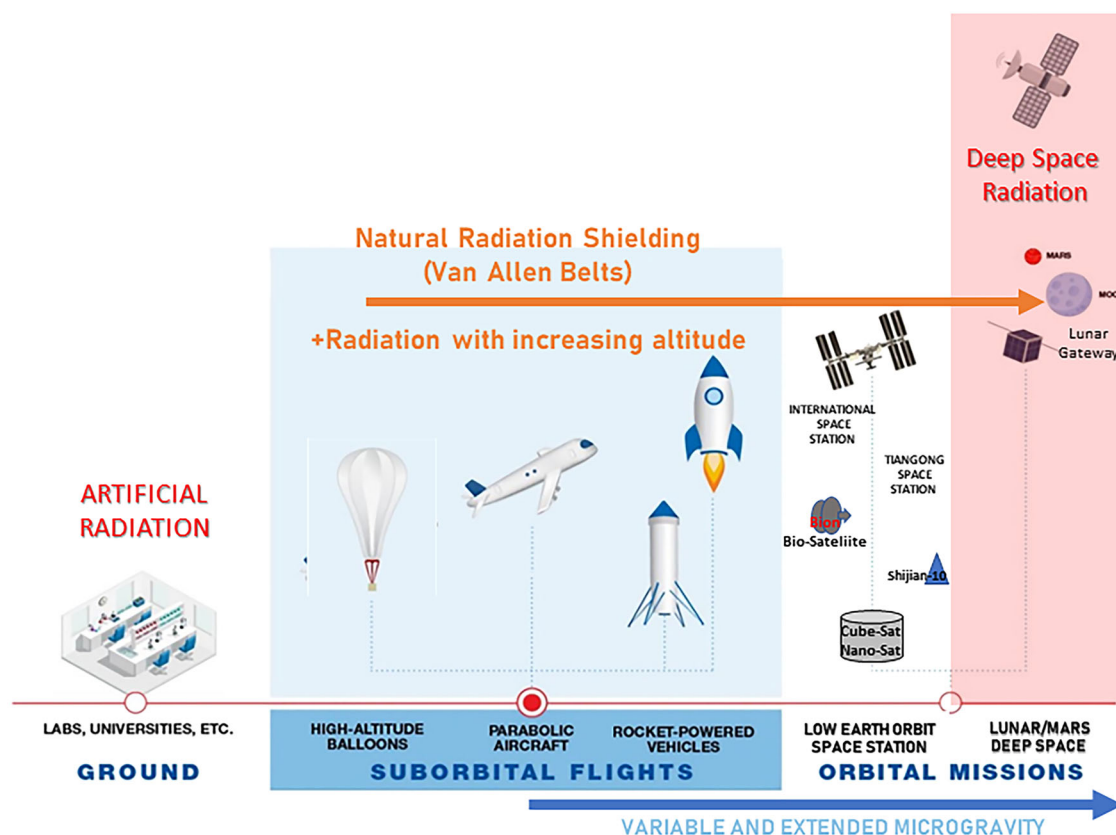 Deep Space
Radiation
Natural Radiation Shielding
(Van Allen Belts)
MARS
MOO
+Radiation with increasing altitude
Lunar
Gateway
INTERNATIONAL
SPACE
STATION
TIANGONG
SPACE
STATION
ARTIFICIAL
RADIATION
Bion
Bio-Sateliite
Shijian-10
Cube-Sat
Nano-Sat
LABS, UNIVERSITIES, ETC.
HIGH-ALTITUDE
BALLOONS
PARABOLIC
AIRCRAFT
ROCKET-POWERED
VEHICLES
LOW EARTH ORBIT
SPACE STATION
LUNAR/MARS
DEEP SPACE
GROUND
SUBORBITAL FLIGHTS
ORBITAL MISSIONS
VARIABLE AND EXTENDED MICROGRAVITY